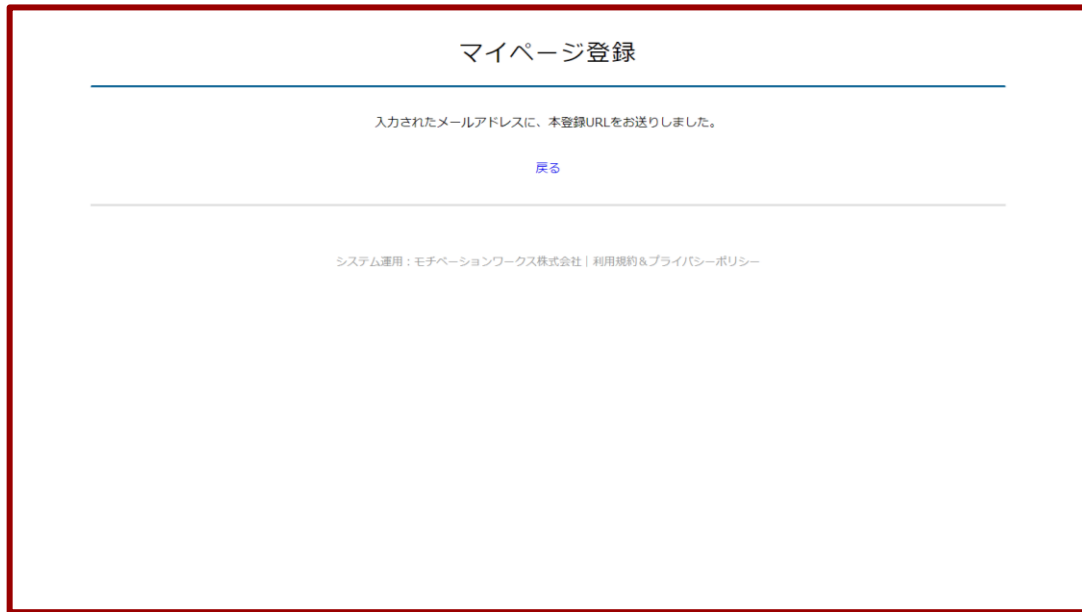 マイページ登録
入力されたメールアドレスに、本登録URLをお送りしました。
戻る
システム運用：モチベーションワークス株式会社 | 利用規約＆プライバシーポリシー